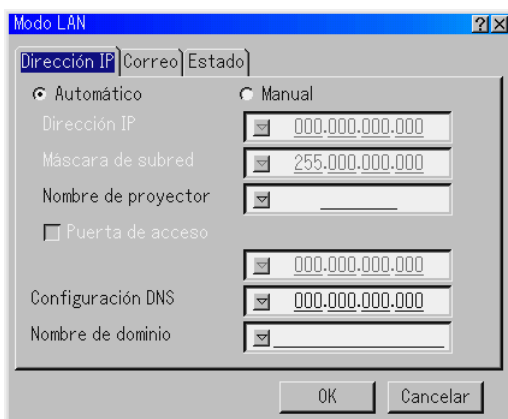 Modo LAN
Dirección IP Correo Estado
Automático Manual
Dirección IP 000.000.000.000
Máscara de subred 255.000.000.000
Nombre de proyector
Puerta de acceso
000.000.000.000
Configuración DNS 000.000.000.000
Nombre de dominio
OK Cancelar